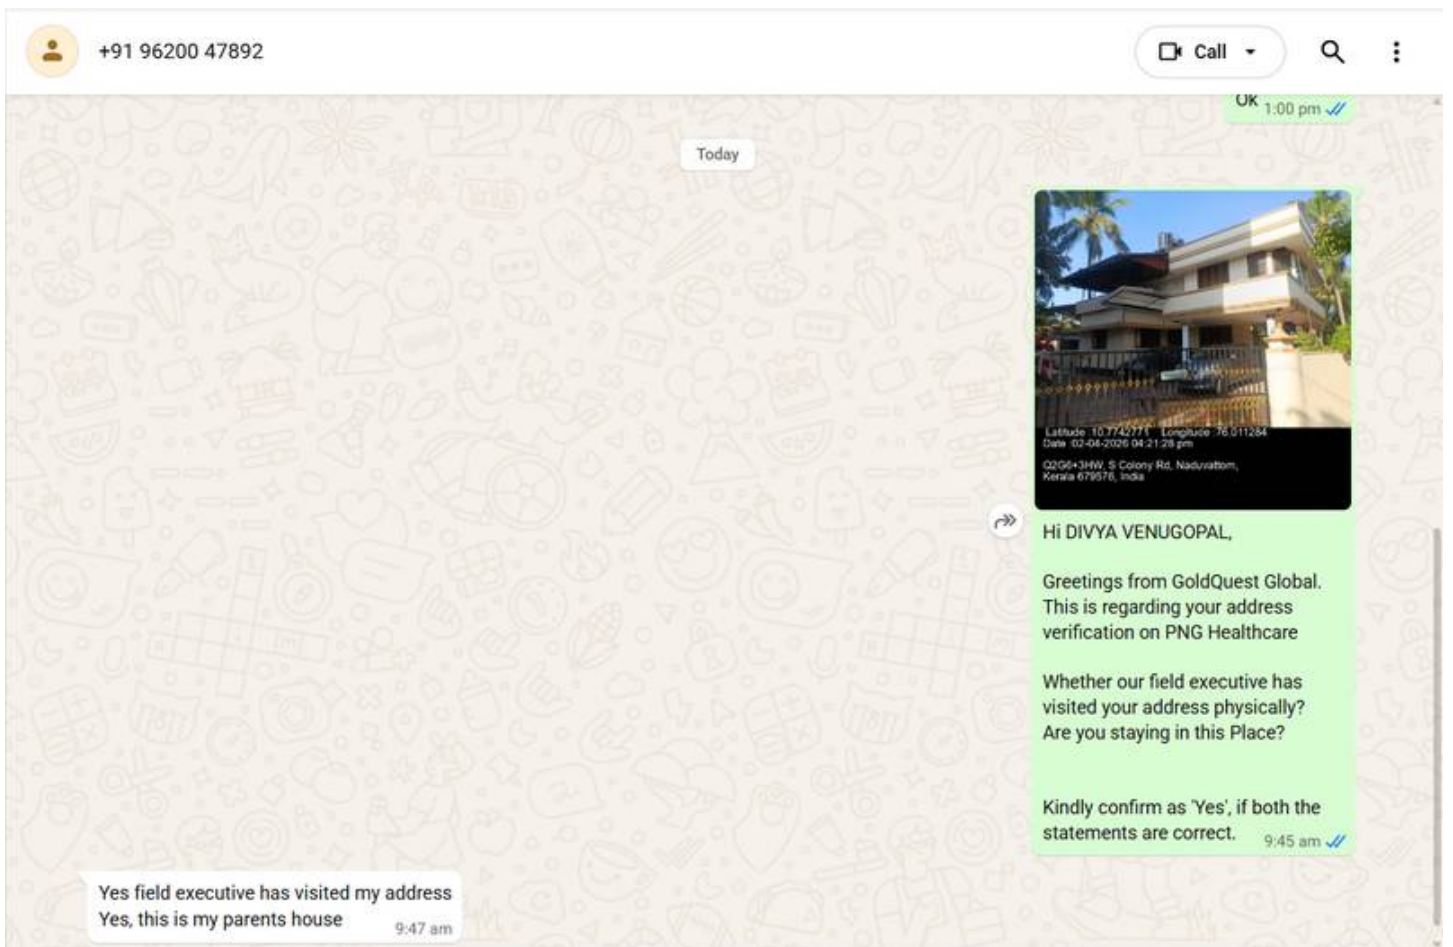 +91 96200 47892
Call
Ok
1:00 pm
Today
Latitude :10.7742771 Longitude :76.011284
Date :02-04-2026 04:21:28 pm
Q2G6+3HW, S Colony Rd, Naduvattom,
Kerala 679576, India
Hi DIVYA VENUGOPAL,
Greetings from GoldQuest Global.
This is regarding your address
verification on PNG Healthcare
Whether our field executive has
visited your address physically?
Are you staying in this Place?
Kindly confirm as 'Yes', if both the
statements are correct.
9:45 am
Yes field executive has visited my address
Yes, this is my parents house
9:47 am